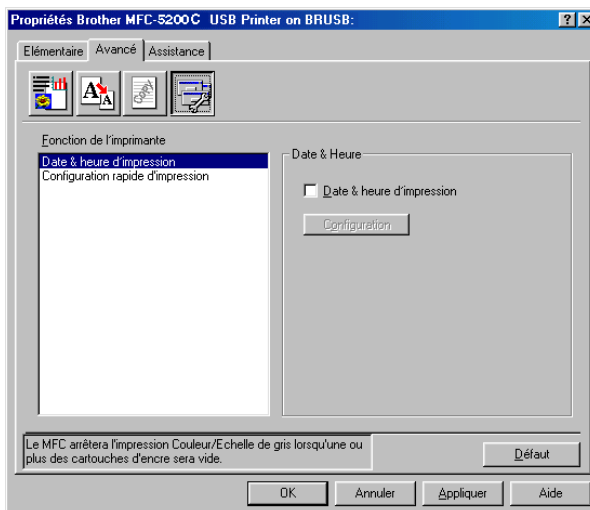 Propriétés Brother MFC-5200C USB Printer on BRUSB:
Elémentaire Avancé Assistance
Fonction de l'imprimante
Date & heure d'impression
Configuration rapide d'impression
Date & Heure
Date & heure d'impression
Configuration
Le MFC arrêtera l'impression Couleur/Echelle de gris lorsqu'une ou
plus des cartouches d'encre sera vide.
Défaut
OK Annuler Appliquer Aide